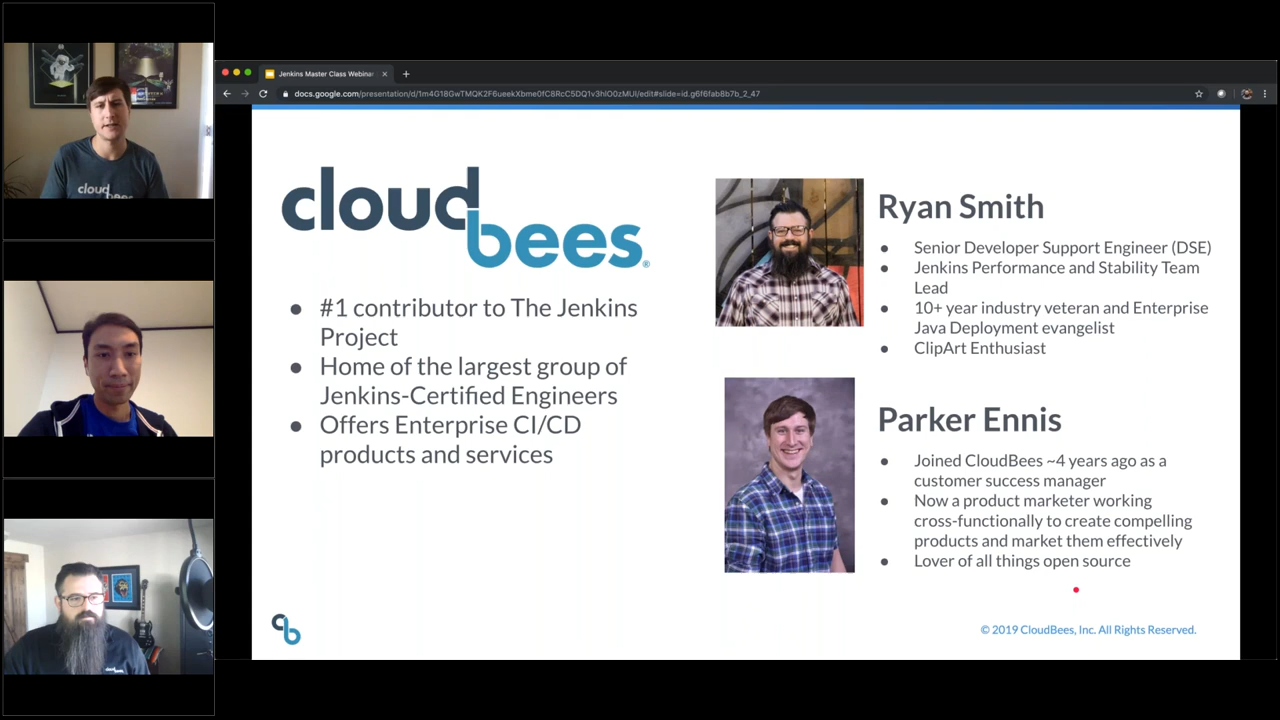 Jenkins Master Class Webinar
docs.google.com/presentation/d/1m4G18GwTMQK2F6ueekXbme0fC8RcC5DQ1v3hlO0zMUI/edit#slide=id.g6f6fab8b7b_2_47
cloud
bees®
#1 contributor to The Jenkins
Project
Home of the largest group of
Jenkins-Certified Engineers
Offers Enterprise CI/CD
products and services
Ryan Smith
Senior Developer Support Engineer (DSE)
Jenkins Performance and Stability Team
Lead
10+ year industry veteran and Enterprise
Java Deployment evangelist
ClipArt Enthusiast
Parker Ennis
Joined CloudBees ~4 years ago as a
customer success manager
Now a product marketer working
cross-functionally to create compelling
products and market them effectively
Lover of all things open source
© 2019 CloudBees, Inc. All Rights Reserved.
cloud
bees